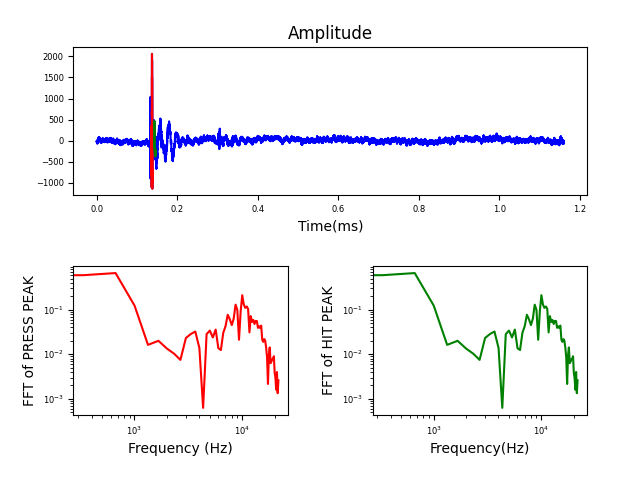 Amplitude
2000
1500
1000
500
0
−500
−1000
0.0 0.2 0.4 0.6 0.8 1.0 1.2
Time(ms)
FFT of PRESS PEAK
10⁻¹
10⁻²
10⁻³
10³ 10⁴
Frequency (Hz)
FFT of HIT PEAK
10⁻¹
10⁻²
10⁻³
10³ 10⁴
Frequency(Hz)